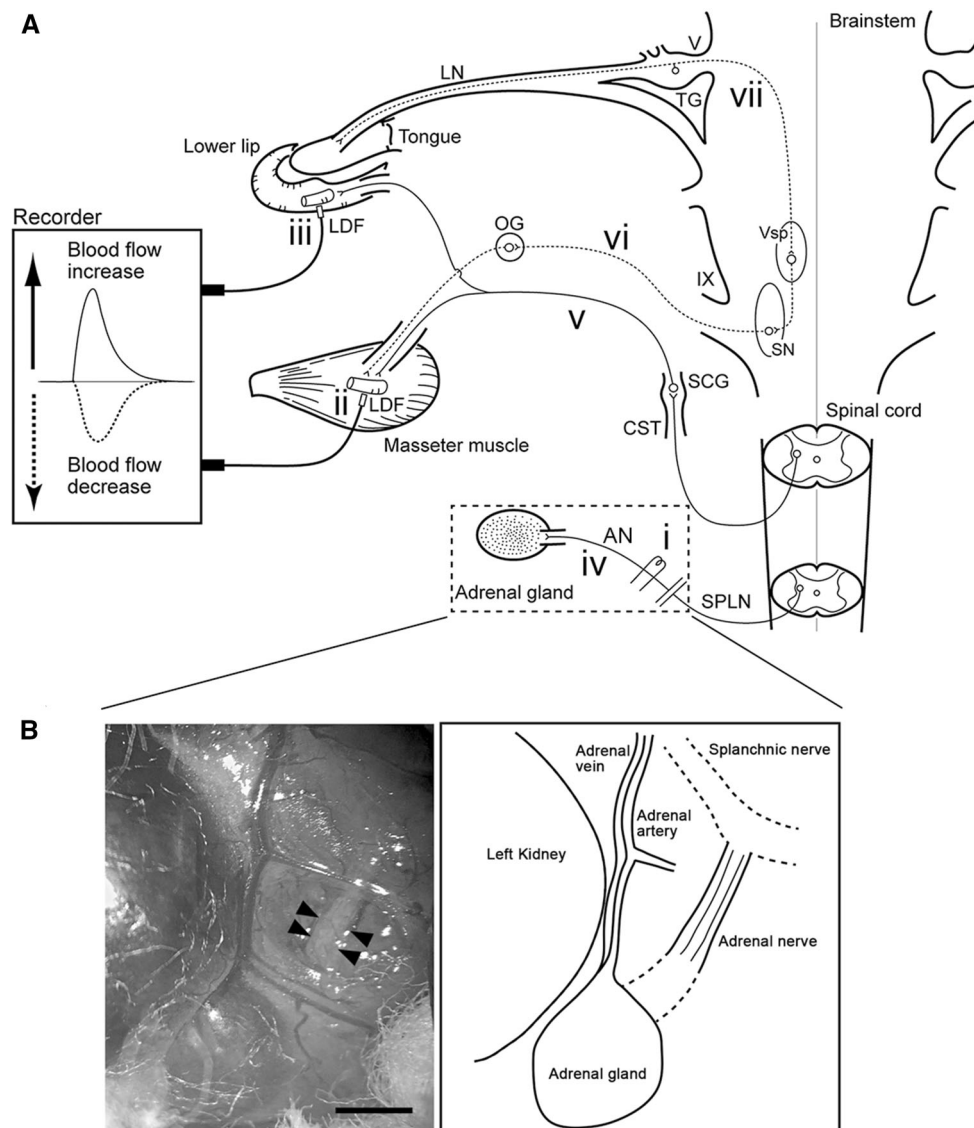 A
Brainstem
V
LN
TG
vii
Tongue
Lower lip
LDF
iii
Recorder
Blood flow
increase
Blood flow
decrease
OG
vi
Vsp
IX
SN
v
SCG
CST
Spinal cord
ii
LDF
Masseter muscle
AN
i
iv
Adrenal gland
SPLN
B
Adrenal
vein
Splanchnic nerve
Adrenal
artery
Left Kidney
Adrenal nerve
Adrenal gland